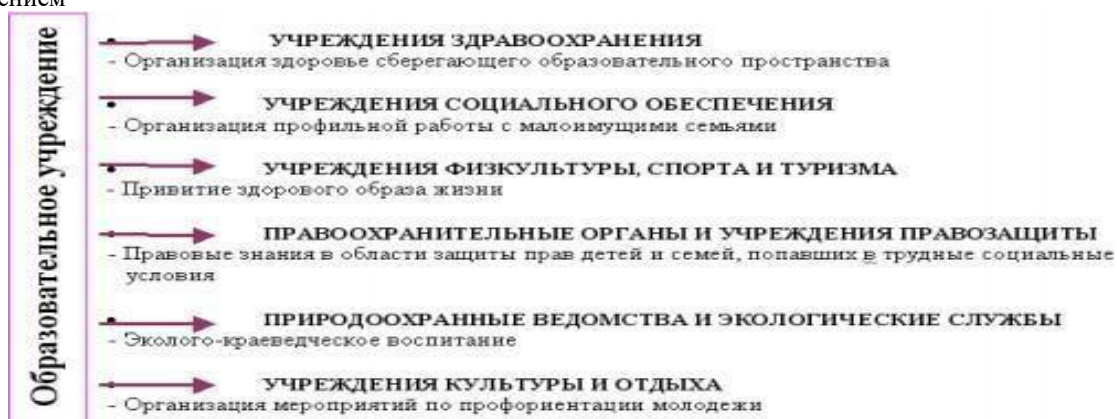 ением
Образовательное учреждение
УЧРЕЖДЕНИЯ ЗДРАВООХРАНЕНИЯ
- Организация здоровье сберегающего образовательного пространства
УЧРЕЖДЕНИЯ СОЦИАЛЬНОГО ОБЕСПЕЧЕНИЯ
- Организация профильной работы с малоимущими семьями
УЧРЕЖДЕНИЯ ФИЗКУЛЬТУРЫ, СПОРТА И ТУРИЗМА
- Привитие здорового образа жизни
ПРАВООХРАНИТЕЛЬНЫЕ ОРГАНЫ И УЧРЕЖДЕНИЯ ПРАВОЗАЩИТЫ
- Правовые знания в области защиты прав детей и семей, попавших в трудные социальные
условия
ПРИРОДООХРАННЫЕ ВЕДОМСТВА И ЭКОЛОГИЧЕСКИЕ СЛУЖБЫ
- Эколого-краеведческое воспитание
УЧРЕЖДЕНИЯ КУЛЬТУРЫ И ОТДЫХА
- Организация мероприятий по профориентации молодежи